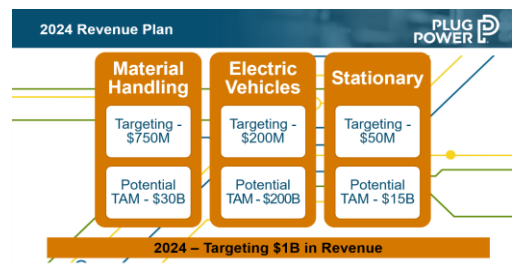 2024 Revenue Plan
PLUG
POWER
Material
Handling
Targeting -
$750M
Potential
TAM - $30B
Electric
Vehicles
Targeting -
$200M
Potential
TAM - $200B
Stationary
Targeting -
$50M
Potential
TAM - $15B
2024 – Targeting $1B in Revenue